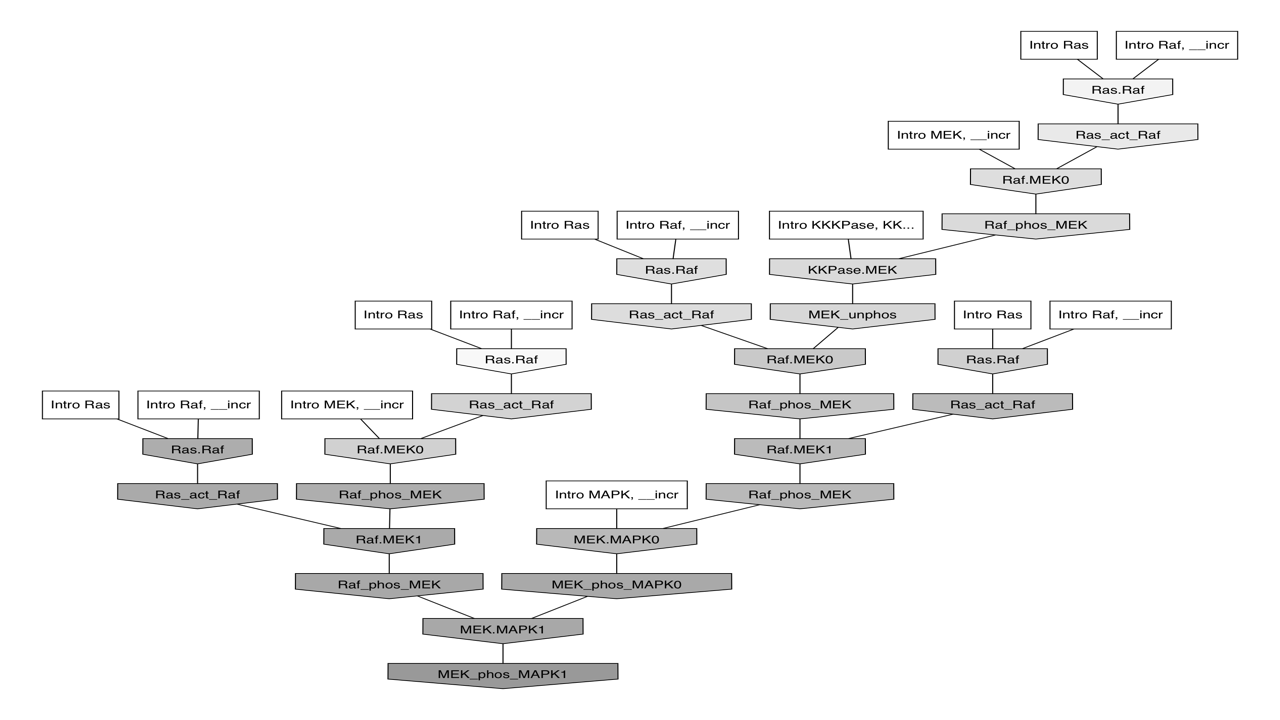 Intro Ras
Intro Raf, __incr
Ras.Raf
Intro MEK, __incr
Ras_act_Raf
Raf.MEK0
Intro Ras
Intro Raf, __incr
Intro KKKPase, KK...
Raf_phos_MEK
Ras.Raf
KKPase.MEK
Intro Ras
Intro Raf, __incr
Ras_act_Raf
MEK_unphos
Intro Ras
Intro Raf, __incr
Ras.Raf
Raf.MEK0
Ras.Raf
Intro Ras
Intro Raf, __incr
Intro MEK, __incr
Ras_act_Raf
Raf_phos_MEK
Ras_act_Raf
Ras.Raf
Raf.MEK0
Raf.MEK1
Ras_act_Raf
Raf_phos_MEK
Intro MAPK, __incr
Raf_phos_MEK
Raf.MEK1
MEK.MAPK0
Raf_phos_MEK
MEK_phos_MAPK0
MEK.MAPK1
MEK_phos_MAPK1